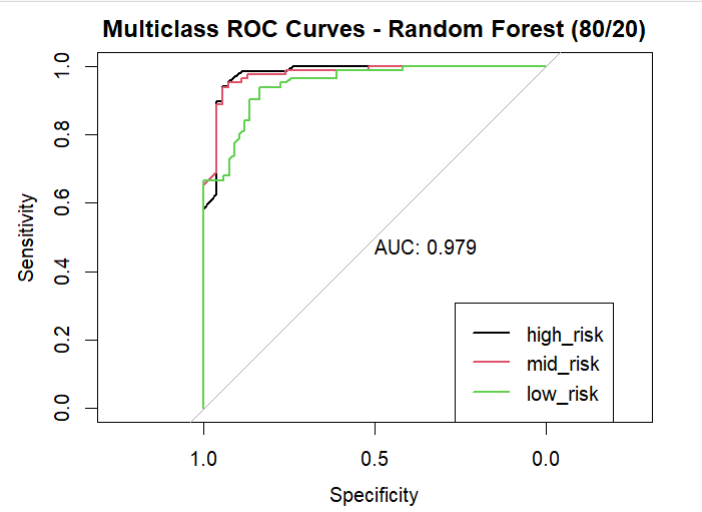 Multiclass ROC Curves - Random Forest (80/20)
Sensitivity
1.0
0.8
0.6
0.4
0.2
0.0
AUC: 0.979
high_risk
mid_risk
low_risk
1.0 0.5 0.0
Specificity